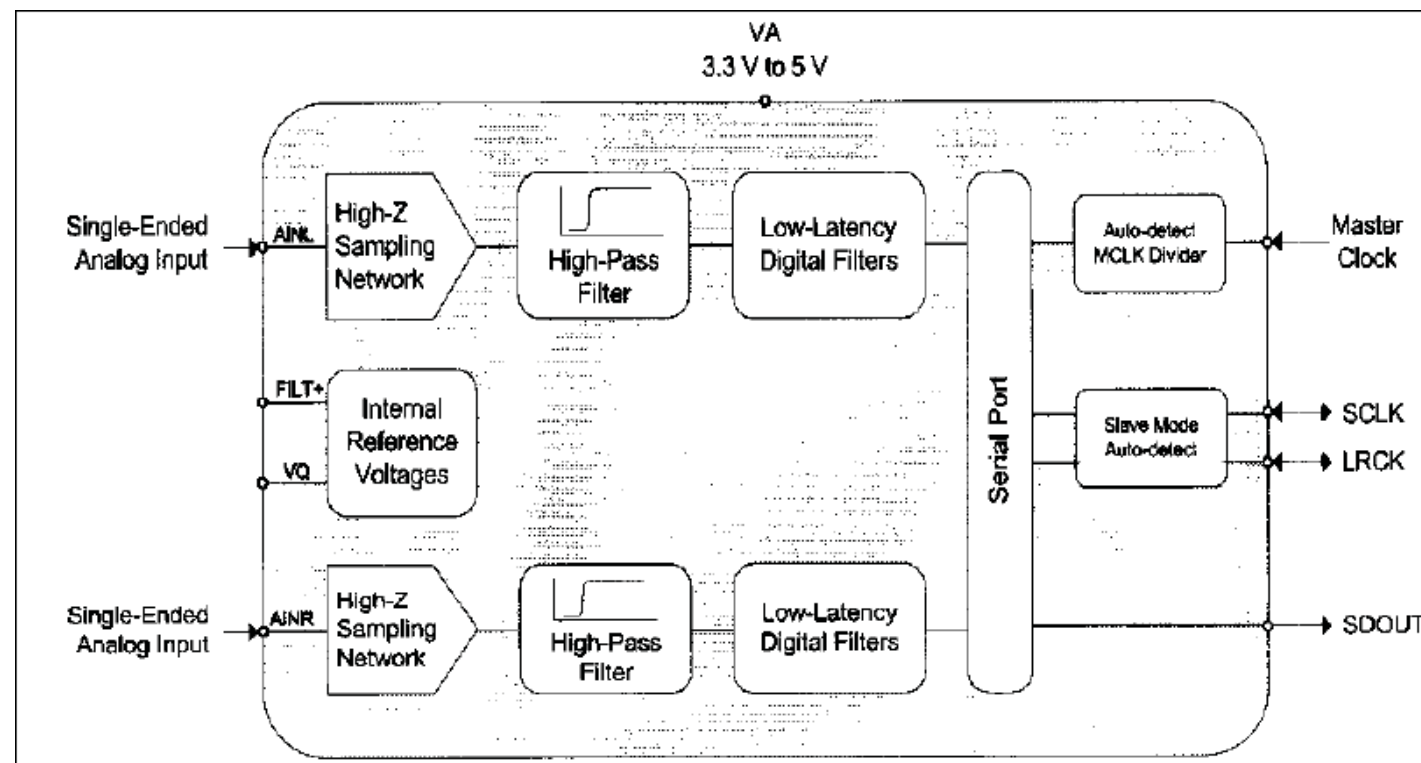 VA
3.3 V to 5 V
Single-Ended
Analog Input
AINL
High-Z
Sampling
Network
High-Pass
Filter
Low-Latency
Digital Filters
Auto-detect
MCLK Divider
Master
Clock
FILT+
VQ
Internal
Reference
Voltages
Serial Port
Slave Mode
Auto-detect
SCLK
LRCK
Single-Ended
Analog Input
AINR
High-Z
Sampling
Network
High-Pass
Filter
Low-Latency
Digital Filters
SDOUT